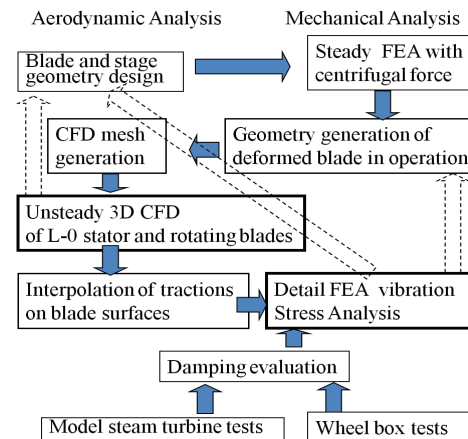 Aerodynamic Analysis
Mechanical Analysis
Blade and stage
geometry design
Steady FEA with
centrifugal force
CFD mesh
generation
Geometry generation of
deformed blade in operation
Unsteady 3D CFD
of L-0 stator and rotating blades
Interpolation of tractions
on blade surfaces
Detail FEA vibration
Stress Analysis
Damping evaluation
Model steam turbine tests
Wheel box tests